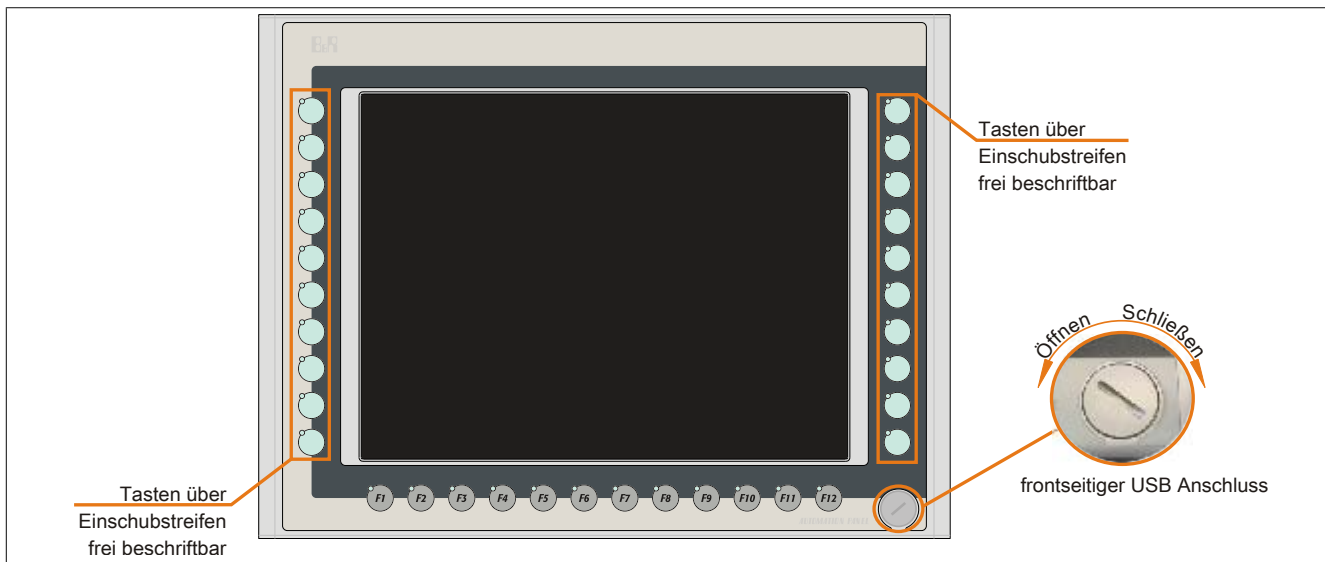 B&R
Tasten über
Einschubstreifen
frei beschriftbar
Öffnen
Schließen
frontseitiger USB Anschluss
F1 F2 F3 F4 F5 F6 F7 F8 F9 F10 F11 F12
Tasten über
Einschubstreifen
frei beschriftbar